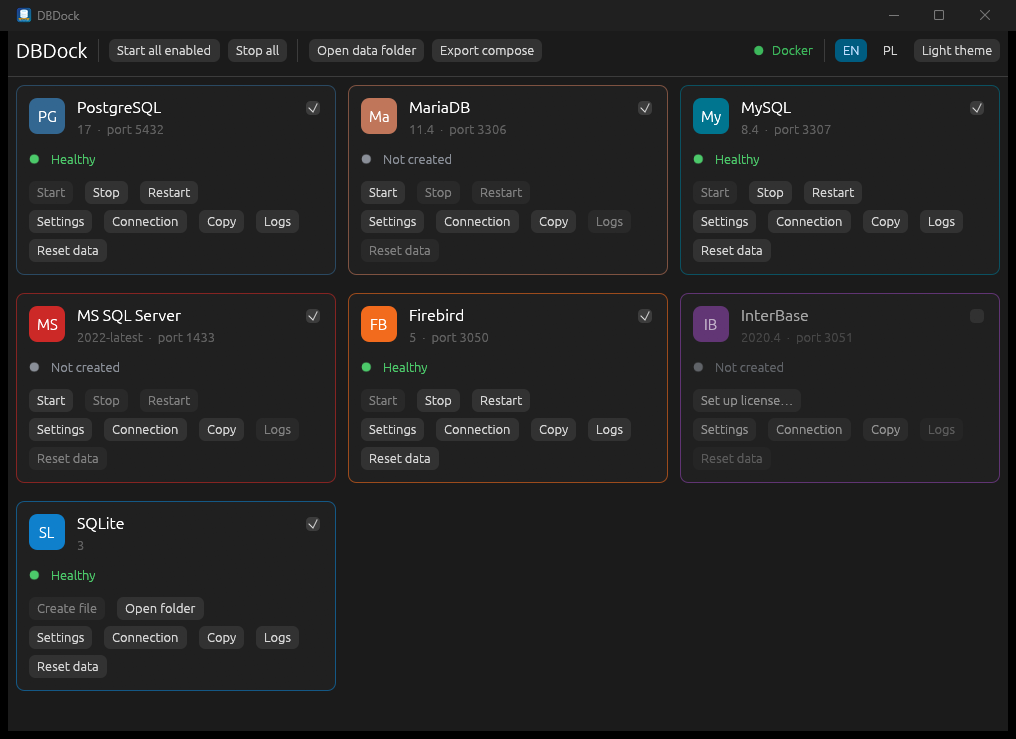 DBDock
DBDock Start all enabled Stop all Open data folder Export compose Docker EN PL Light theme
PG PostgreSQL
17 · port 5432
Healthy
Start Stop Restart
Settings Connection Copy Logs
Reset data
Ma MariaDB
11.4 · port 3306
Not created
Start Stop Restart
Settings Connection Copy Logs
Reset data
My MySQL
8.4 · port 3307
Healthy
Start Stop Restart
Settings Connection Copy Logs
Reset data
MS MS SQL Server
2022-latest · port 1433
Not created
Start Stop Restart
Settings Connection Copy Logs
Reset data
FB Firebird
5 · port 3050
Healthy
Start Stop Restart
Settings Connection Copy Logs
Reset data
IB InterBase
2020.4 · port 3051
Not created
Set up license...
Settings Connection Copy Logs
Reset data
SL SQLite
3
Healthy
Create file Open folder
Settings Connection Copy Logs
Reset data